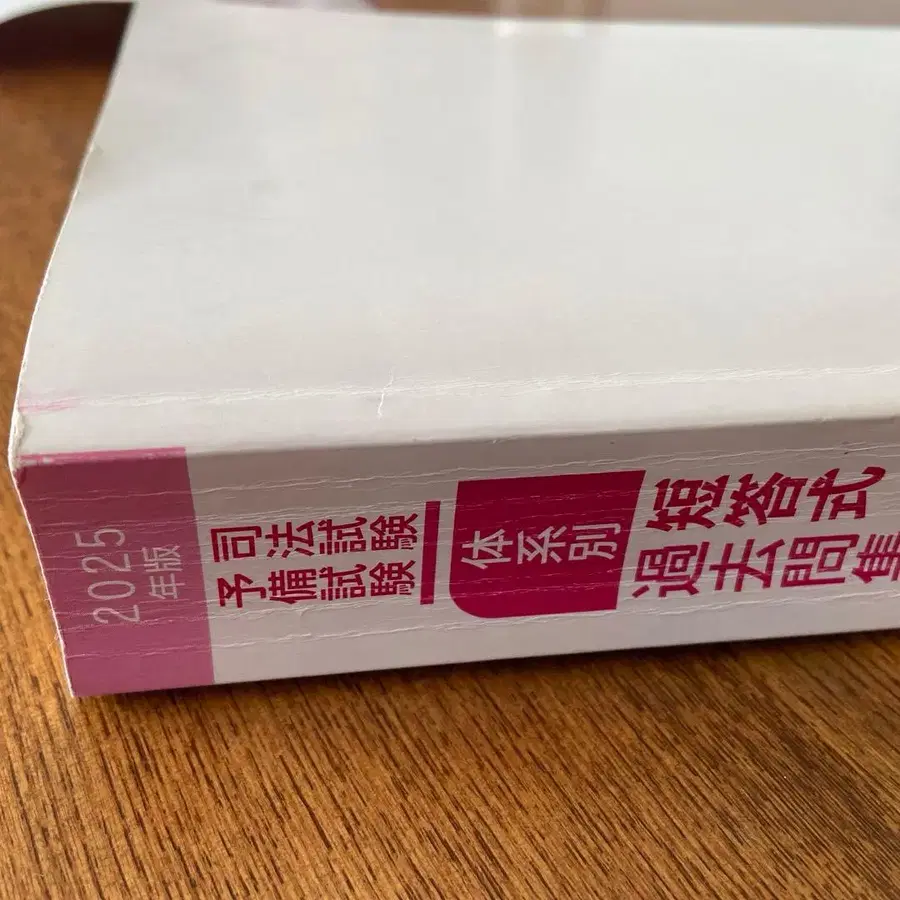 2025
年版
司法試験
予備試験
体系別
短答式
過去問集